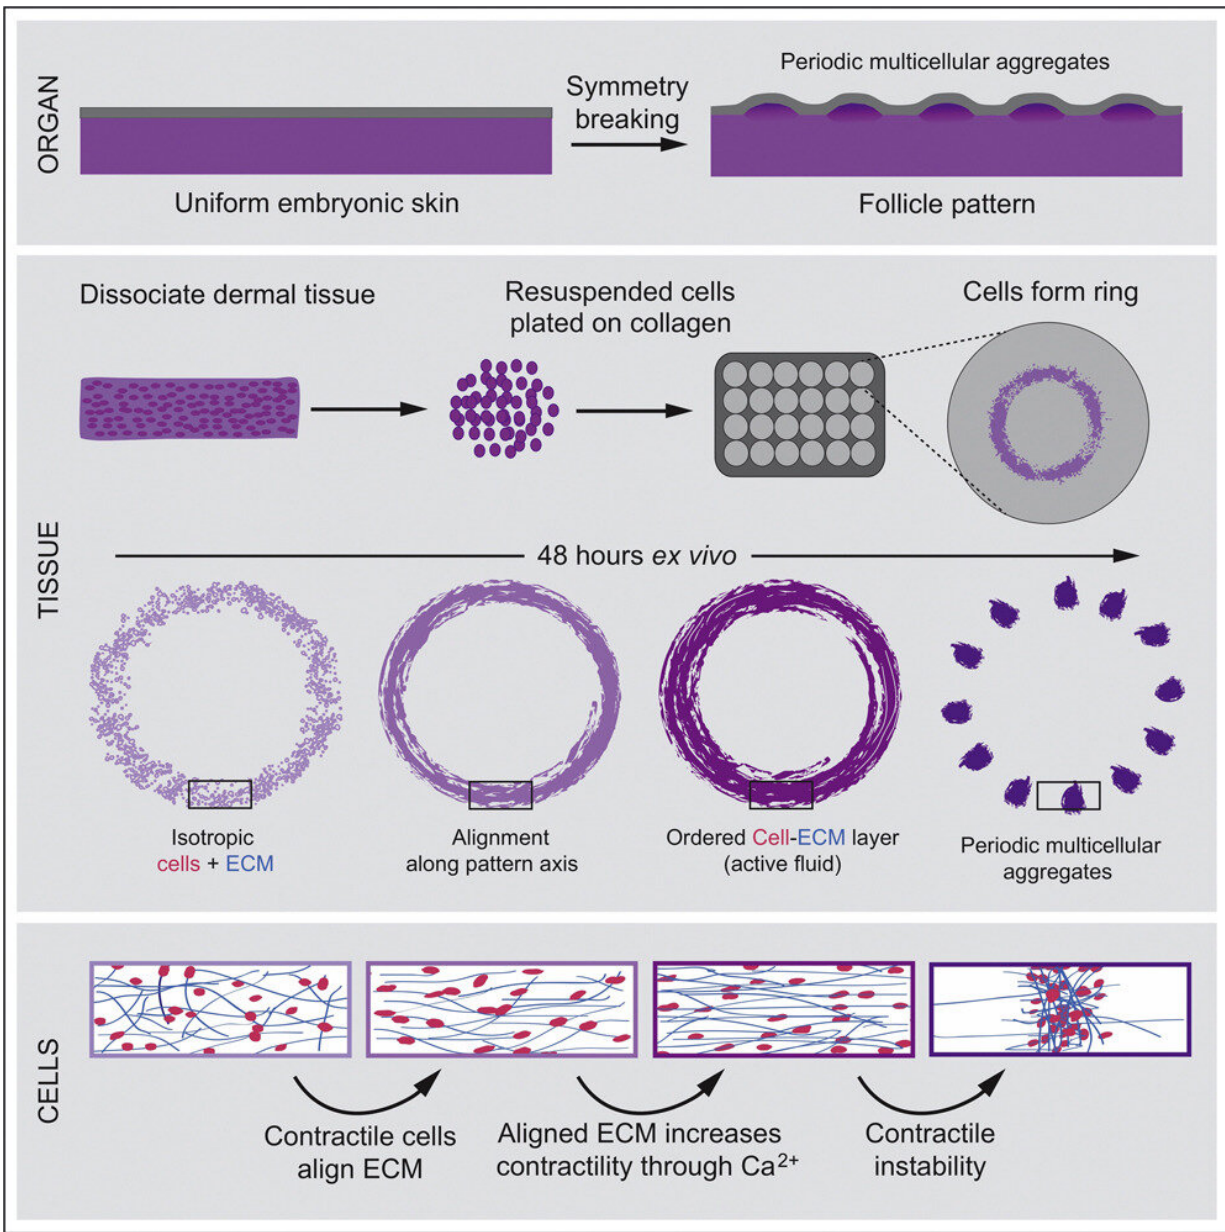 ORGAN
Uniform embryonic skin
Symmetry
breaking
Periodic multicellular aggregates
Follicle pattern
TISSUE
Dissociate dermal tissue
Resuspended cells
plated on collagen
Cells form ring
48 hours ex vivo
Isotropic
cells + ECM
Alignment
along pattern axis
Ordered Cell-ECM layer
(active fluid)
Periodic multicellular
aggregates
CELLS
Contractile cells
align ECM
Aligned ECM increases
contractility through Ca²⁺
Contractile
instability